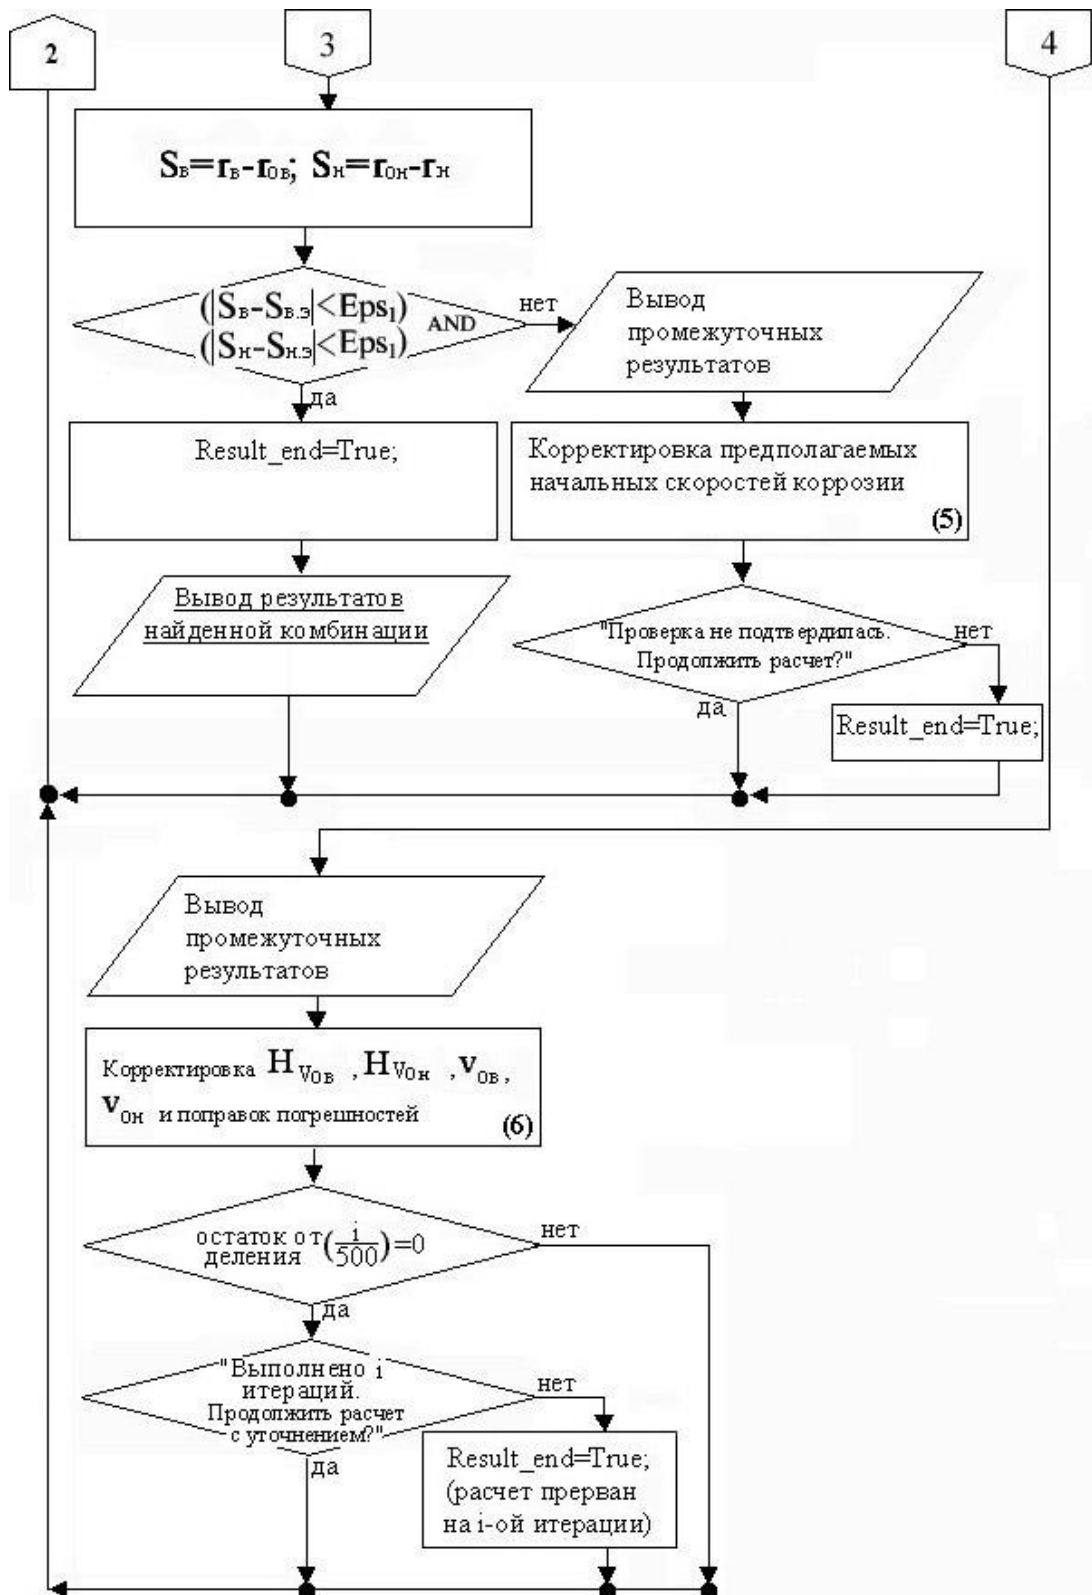 2
3
4
Sв=rв-r0в; Sн=r0н-rн
(|Sв-Sв.э|<Eps1) AND
(|Sн-Sн.э|<Eps1)
нет
да
Вывод
промежуточных
результатов
Result_end=True;
Корректировка предполагаемых
начальных скоростей коррозии
(5)
Вывод результатов
найденной комбинации
"Проверка не подтвердилась.
Продолжить расчет?"
нет
да
Result_end=True;
Вывод
промежуточных
результатов
Корректировка HV0в , HV0н , v0в,
v0н и поправок погрешностей
(6)
остаток от
деления (i/500)=0
нет
да
"Выполнено i
итераций.
Продолжить расчет
с уточнением?"
нет
да
Result_end=True;
(расчет прерван
на i-ой итерации)